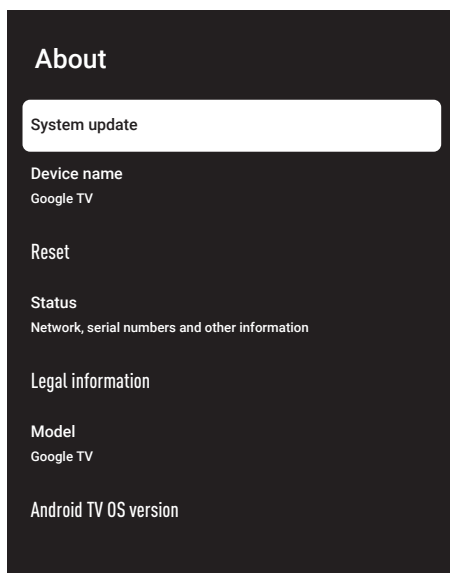 About
System update
Device name
Google TV
Reset
Status
Network, serial numbers and other information
Legal information
Model
Google TV
Android TV OS version